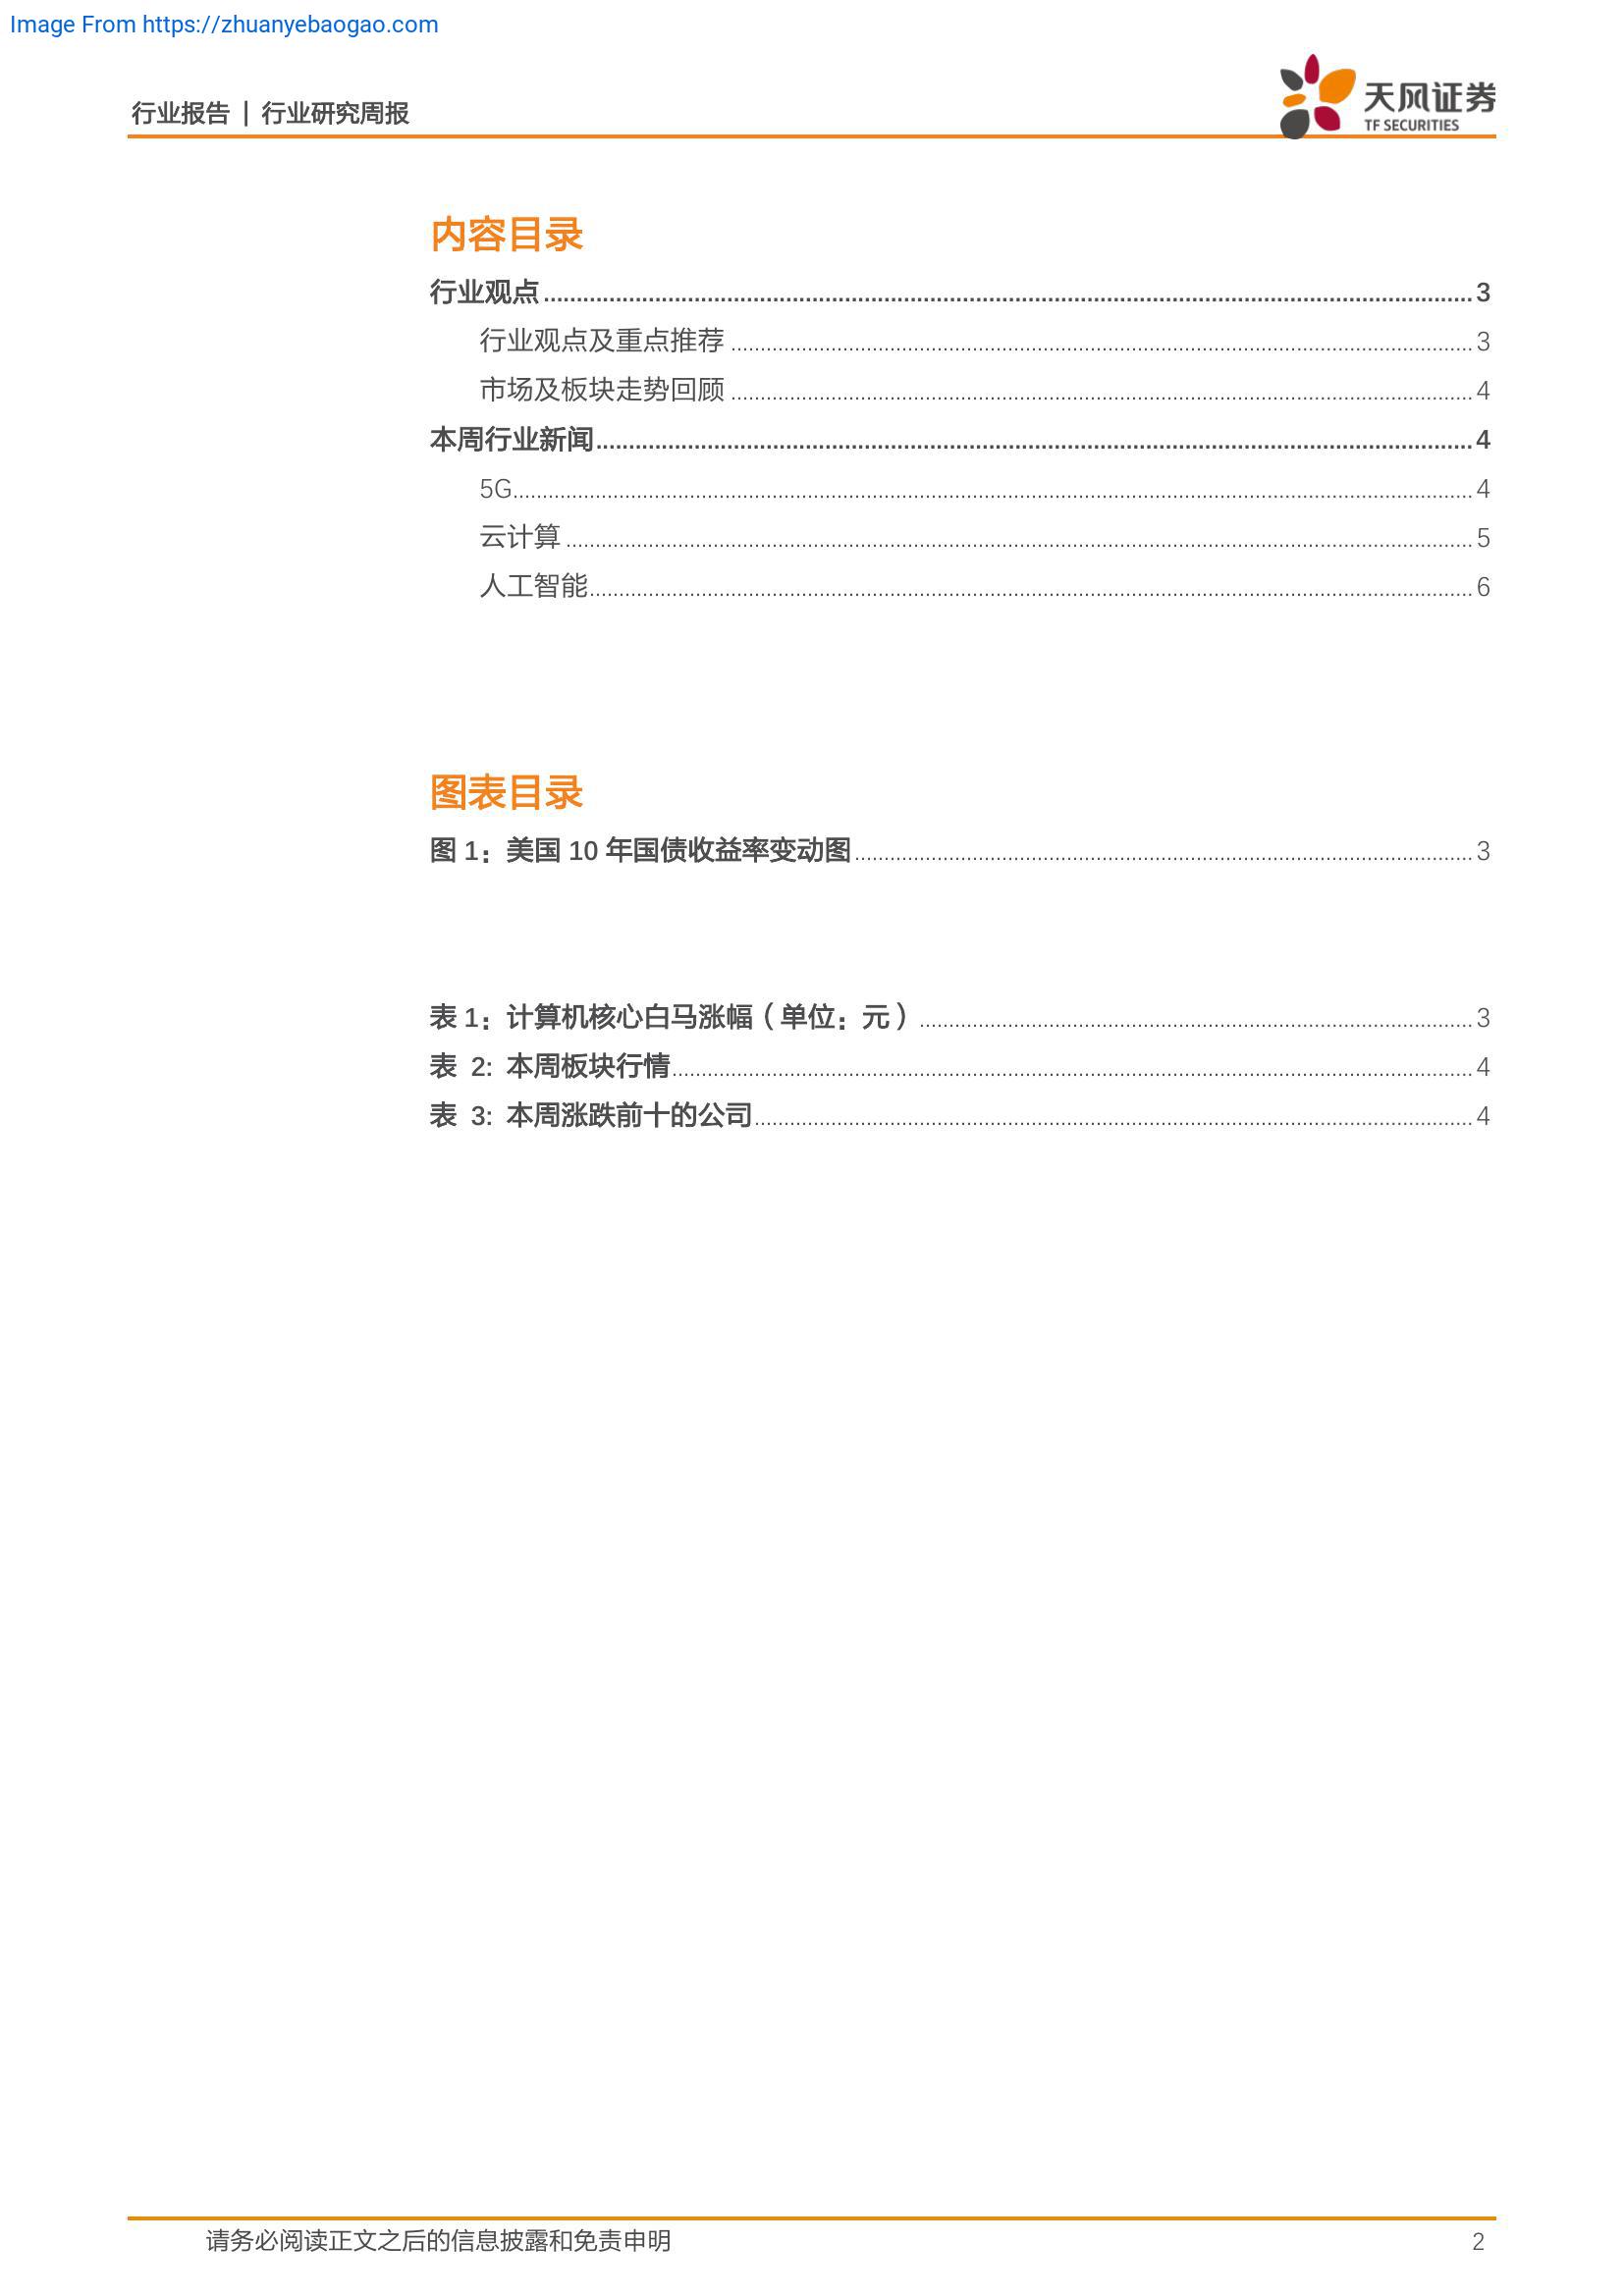 Image From https://zhuanyebaogao.com
行业报告 | 行业研究周报
天风证券
TF SECURITIES
内容目录
行业观点 3
行业观点及重点推荐 3
市场及板块走势回顾 4
本周行业新闻 4
5G 4
云计算 5
人工智能 6
图表目录
图 1：美国 10 年国债收益率变动图 3
表 1：计算机核心白马涨幅（单位：元） 3
表 2: 本周板块行情 4
表 3: 本周涨跌前十的公司 4
请务必阅读正文之后的信息披露和免责申明 2